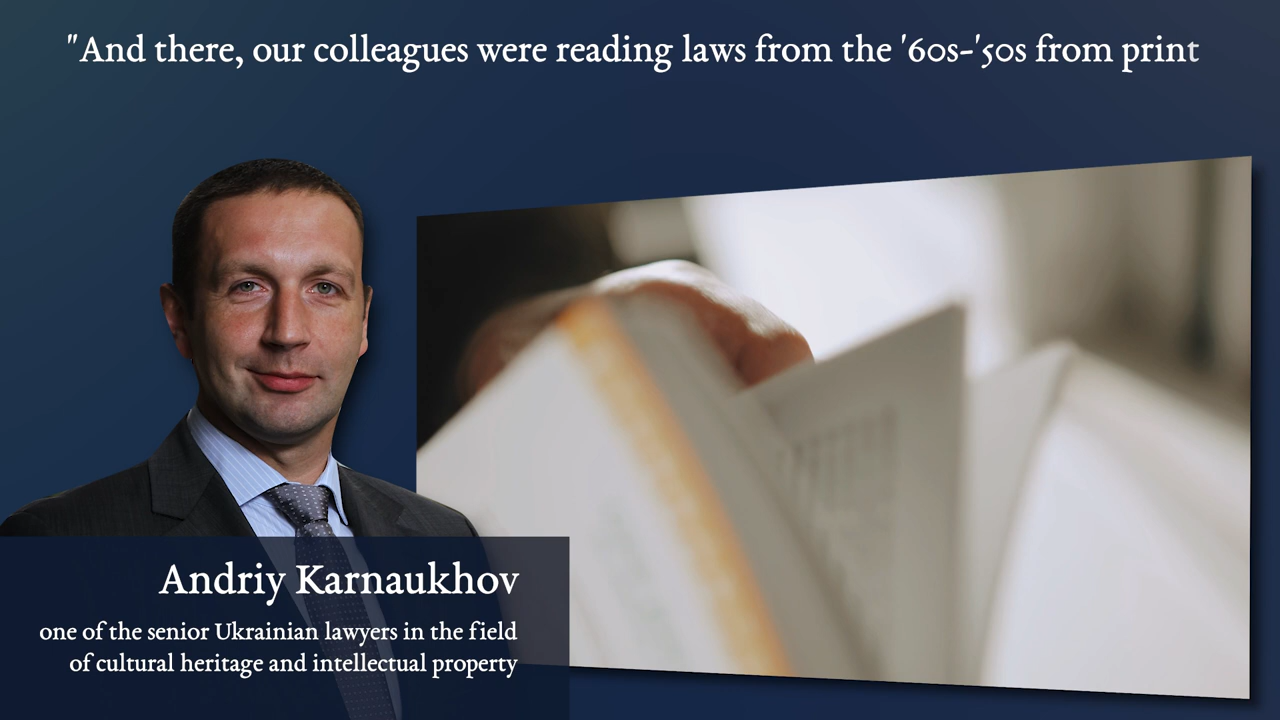 "And there, our colleagues were reading laws from the '60s-'50s from print
Andriy Karnaukhov
one of the senior Ukrainian lawyers in the field
of cultural heritage and intellectual property